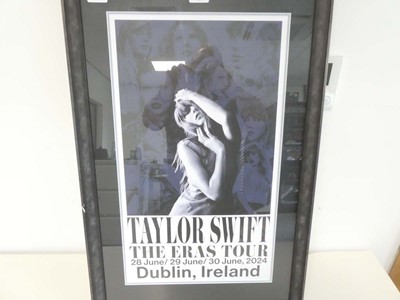 TAYLOR SWIFT
THE ERAS TOUR
28 June/ 29 June/ 30 June, 2024
Dublin, Ireland